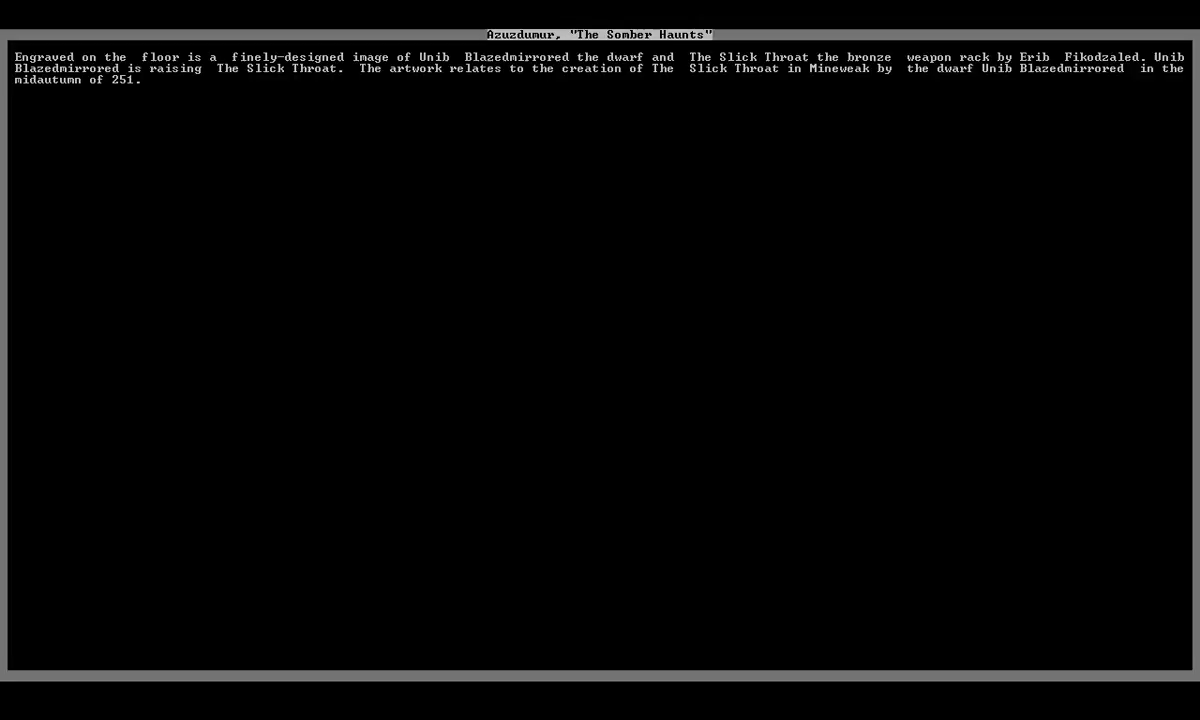 Azuzdumur, "The Somber Haunts"
Engraved on the floor is a finely-designed image of Unib Blazedmirrored the dwarf and The Slick Throat the bronze weapon rack by Erib Fikodzaled. Unib
Blazedmirrored is raising The Slick Throat. The artwork relates to the creation of The Slick Throat in Mineweak by the dwarf Unib Blazedmirrored in the
midautumn of 251.